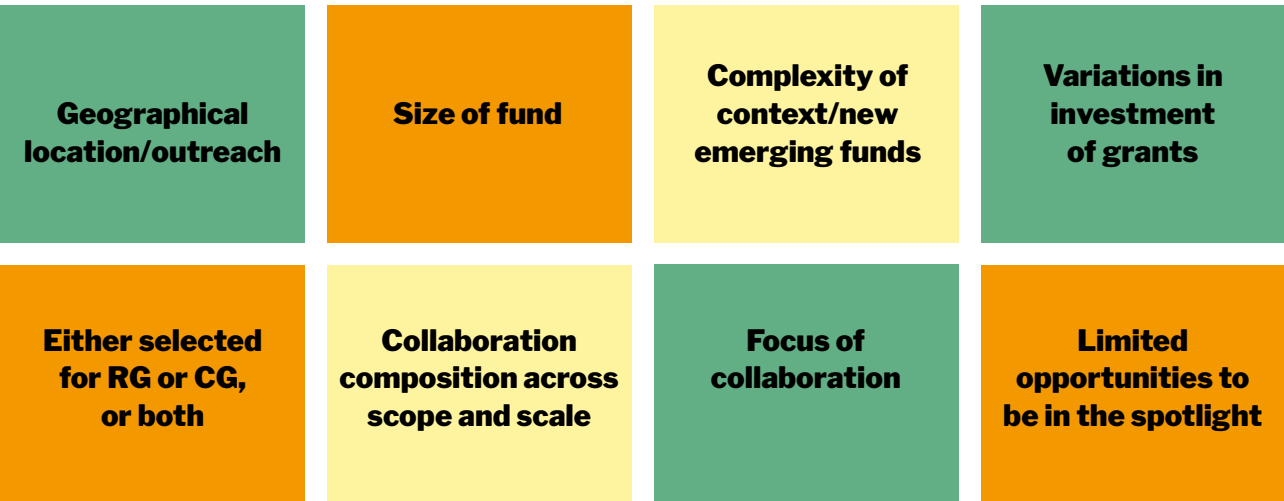 Geographical
location/outreach
Size of fund
Complexity of
context/new
emerging funds
Variations in
investment
of grants
Either selected
for RG or CG,
or both
Collaboration
composition across
scope and scale
Focus of
collaboration
Limited
opportunities to
be in the spotlight